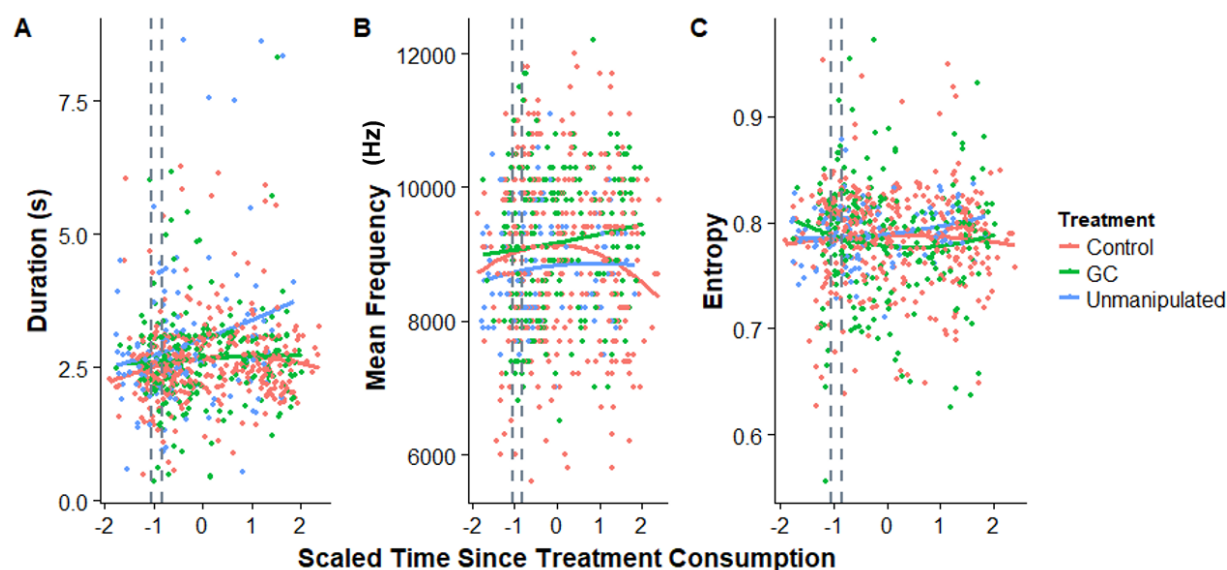 A
B
C
Duration (s)
7.5
5.0
2.5
0.0
-2 -1 0 1 2
Mean Frequency (Hz)
12000
10000
8000
6000
-2 -1 0 1 2
Entropy
0.9
0.8
0.7
0.6
-2 -1 0 1 2
Treatment
Control
GC
Unmanipulated
Scaled Time Since Treatment Consumption